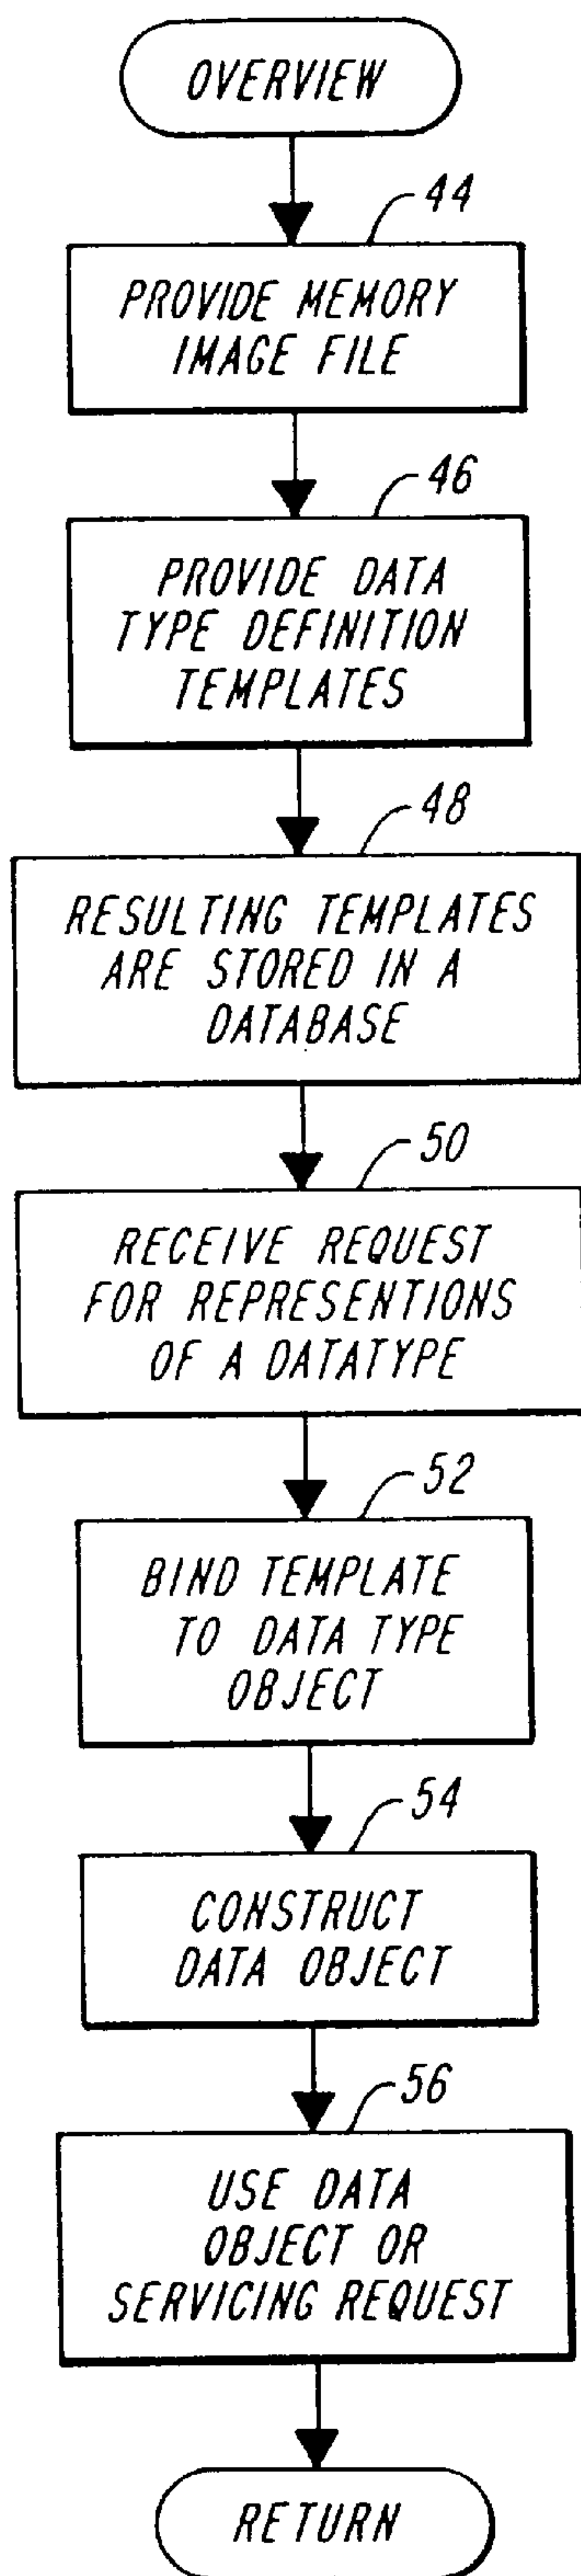 OVERVIEW
44
PROVIDE MEMORY
IMAGE FILE
46
PROVIDE DATA
TYPE DEFINITION
TEMPLATES
48
RESULTING TEMPLATES
ARE STORED IN A
DATABASE
50
RECEIVE REQUEST
FOR REPRESENTIONS
OF A DATATYPE
52
BIND TEMPLATE
TO DATA TYPE
OBJECT
54
CONSTRUCT
DATA OBJECT
56
USE DATA
OBJECT OR
SERVICING REQUEST
RETURN